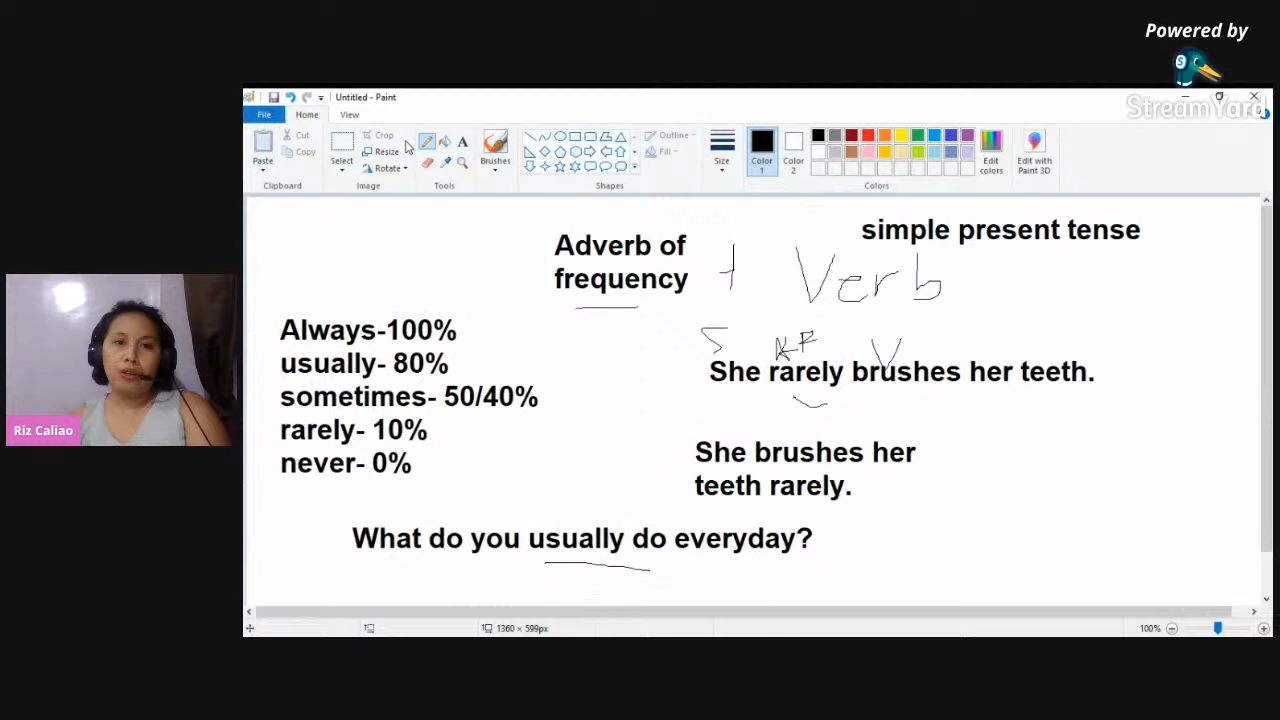 Powered by
S
StreamYard
Untitled - Paint
File Home View
Paste
Cut
Copy
Clipboard
Select
Crop
Resize
Rotate
Image
A
Tools
Brushes
Outline
Fill
Shapes
Size
Color 1
Color 2
Edit colors
Edit with Paint 3D
Colors
simple present tense
Adverb of
frequency
+ Verb
Always-100%
usually- 80%
sometimes- 50/40%
rarely- 10%
never- 0%
S V
She rarely brushes her teeth.
She brushes her
teeth rarely.
What do you usually do everyday?
Riz Caliao
1360 × 599px
100%